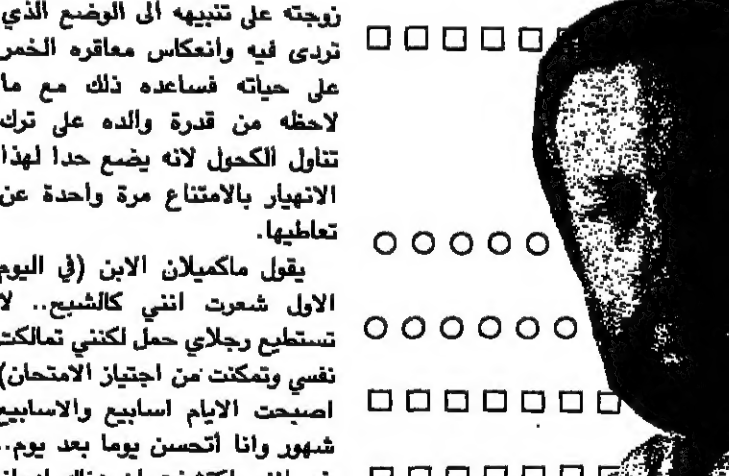 زوجته على تنبيهه الى الوضع الذي
تردى فيه وانعكاس معاقره الخمر
على حياته فساعده ذلك مع ما
لاحظه من قدرة والده على ترك
تناول الكحول لانه يضع حدا لهذا
الانهيار بالامتناع مرة واحدة عن
تعاطيها.
يقول ماكميلان الابن (في اليوم
الاول شعرت انني كالشبح.. لا
تستطيع رجلاي حمل لكنني تمالكت
نفسي وتمكنت من اجتياز الامتحان)
اصبحت الايام اسابيع والاسابيع
شهور وانا أتحسن يوما بعد يوم..